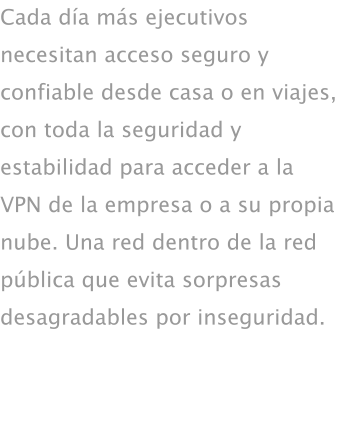 Cada día más ejecutivos
necesitan acceso seguro y
confiable desde casa o en viajes,
con toda la seguridad y
estabilidad para acceder a la
VPN de la empresa o a su propia
nube. Una red dentro de la red
pública que evita sorpresas
desagradables por inseguridad.